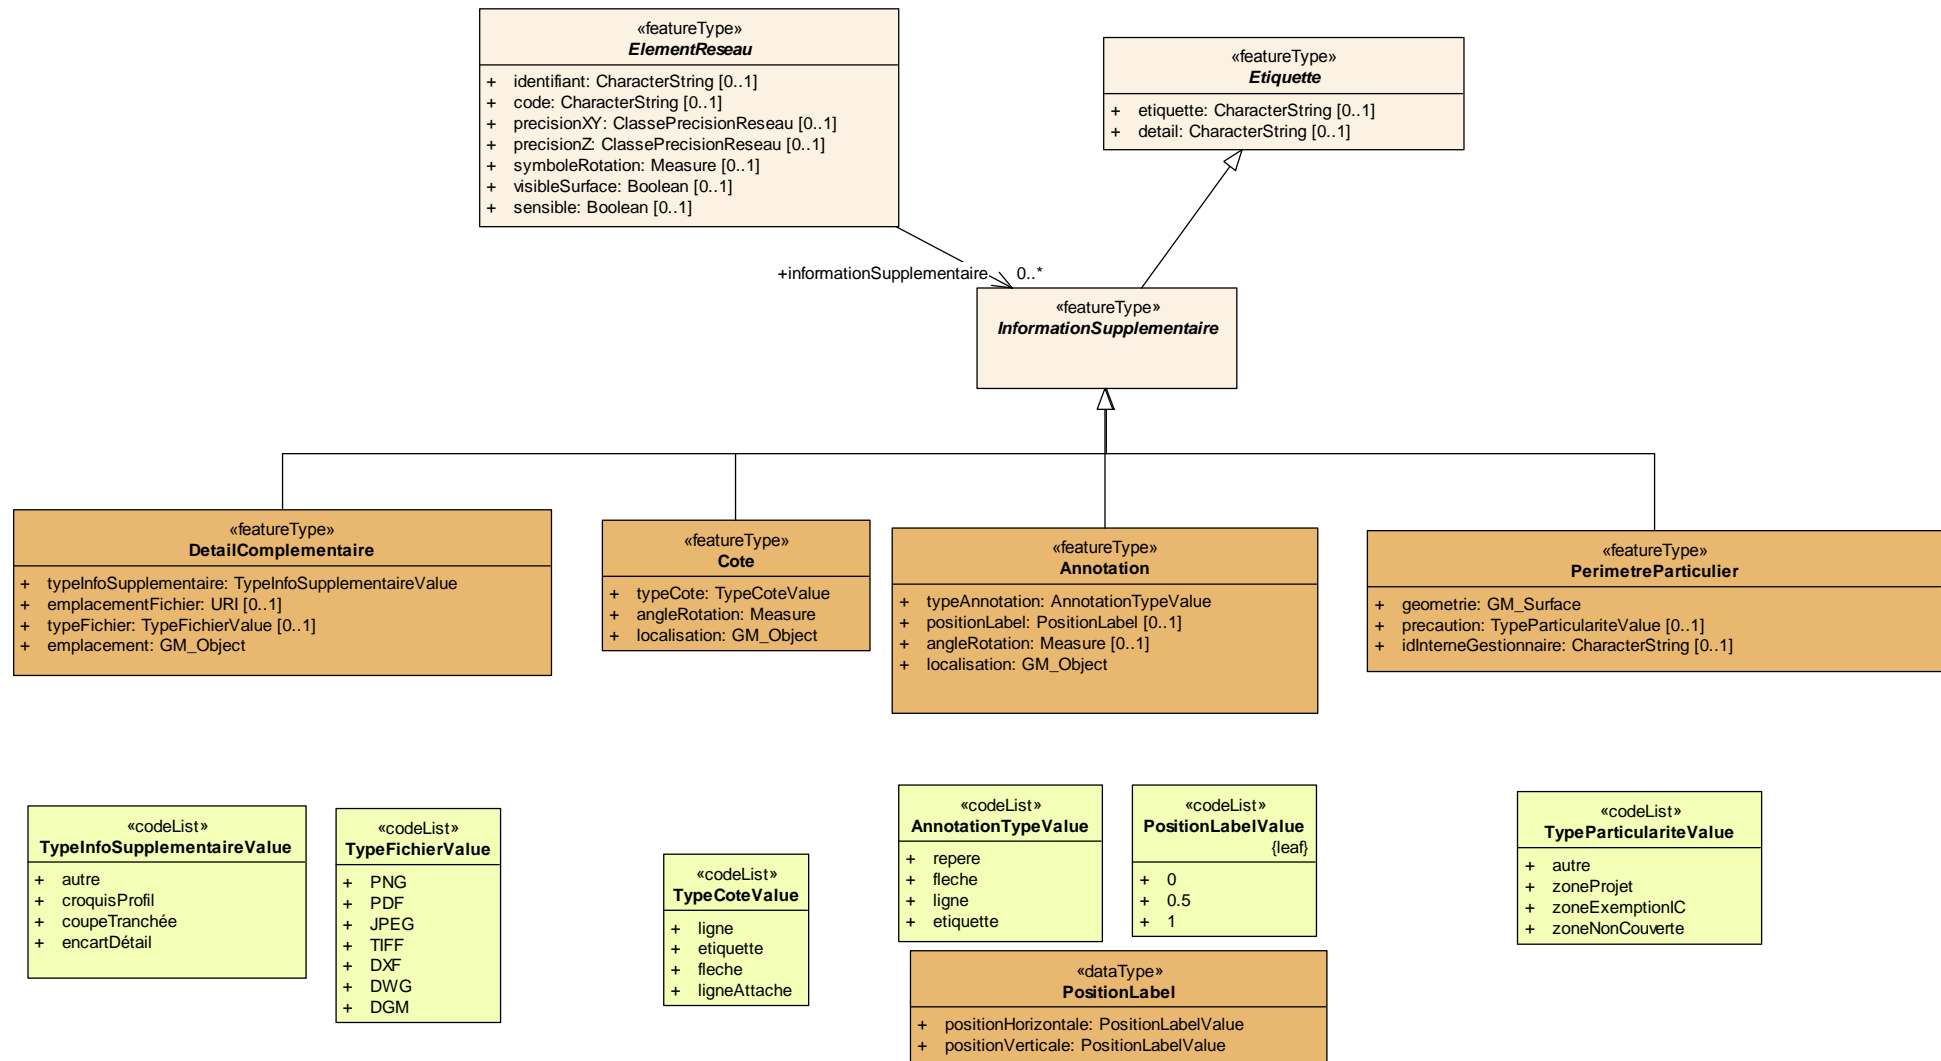 «featureType»
ElementReseau
+ identifiant: CharacterString [0..1]
+ code: CharacterString [0..1]
+ precisionXY: ClassePrecisionReseau [0..1]
+ precisionZ: ClassePrecisionReseau [0..1]
+ symboleRotation: Measure [0..1]
+ visibleSurface: Boolean [0..1]
+ sensible: Boolean [0..1]
«featureType»
Etiquette
+ etiquette: CharacterString [0..1]
+ detail: CharacterString [0..1]
+informationSupplementaire 0..*
«featureType»
InformationSupplementaire
«featureType»
DetailComplementaire
+ typeInfoSupplementaire: TypeInfoSupplementaireValue
+ emplacementFichier: URI [0..1]
+ typeFichier: TypeFichierValue [0..1]
+ emplacement: GM_Object
«featureType»
Cote
+ typeCote: TypeCoteValue
+ angleRotation: Measure
+ localisation: GM_Object
«featureType»
Annotation
+ typeAnnotation: AnnotationTypeValue
+ positionLabel: PositionLabel [0..1]
+ angleRotation: Measure [0..1]
+ localisation: GM_Object
«featureType»
PerimetreParticulier
+ geometrie: GM_Surface
+ precaution: TypeParticulariteValue [0..1]
+ idInterneGestionnaire: CharacterString [0..1]
«codeList»
TypeInfoSupplementaireValue
+ autre
+ croquisProfil
+ coupeTranchée
+ encartDétail
«codeList»
TypeFichierValue
+ PNG
+ PDF
+ JPEG
+ TIFF
+ DXF
+ DWG
+ DGM
«codeList»
TypeCoteValue
+ ligne
+ etiquette
+ fleche
+ ligneAttache
«codeList»
AnnotationTypeValue
+ repere
+ fleche
+ ligne
+ etiquette
«codeList»
PositionLabelValue
{leaf}
+ 0
+ 0.5
+ 1
«dataType»
PositionLabel
+ positionHorizontale: PositionLabelValue
+ positionVerticale: PositionLabelValue
«codeList»
TypeParticulariteValue
+ autre
+ zoneProjet
+ zoneExemptionIC
+ zoneNonCouverte